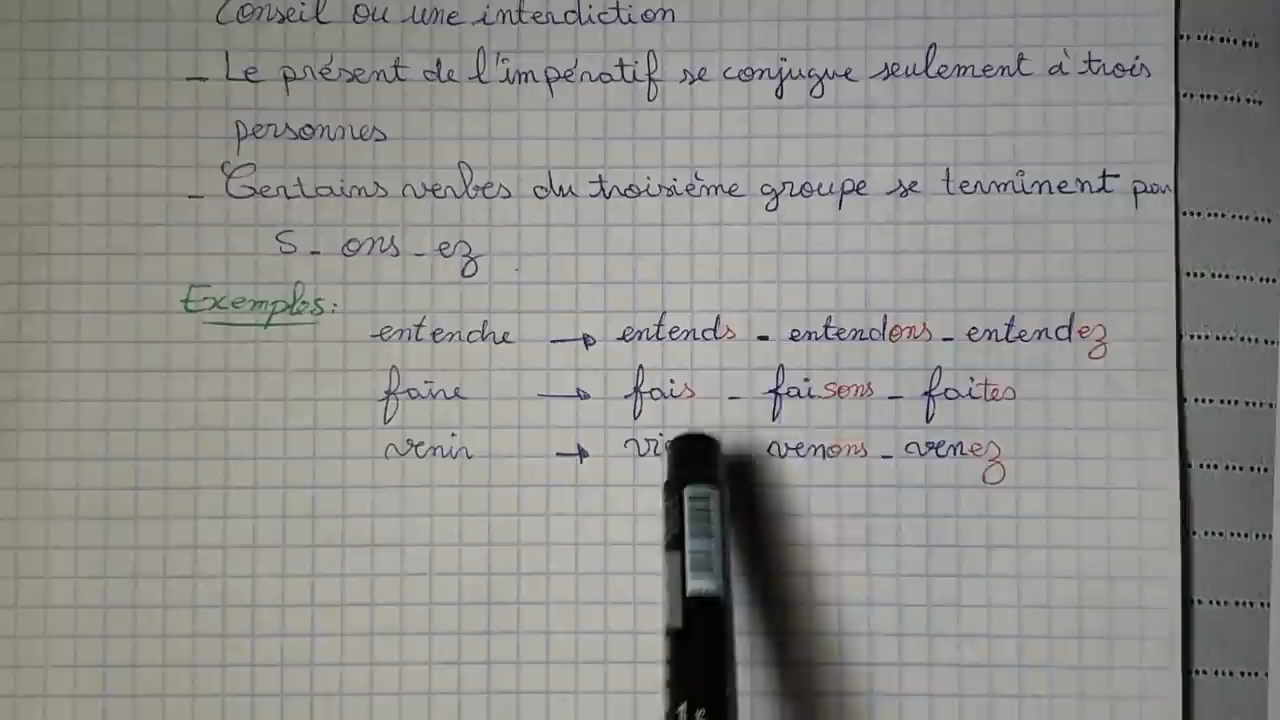 Conseil ou une interdiction
- Le présent de l'impératif se conjugue seulement à trois
personnes
- Certains verbes du troisième groupe se terminent par
S - ons - ez
Exemples:
entendre → entends - entendons - entendez
faire → fais - faisons - faites
venir → venons - venez